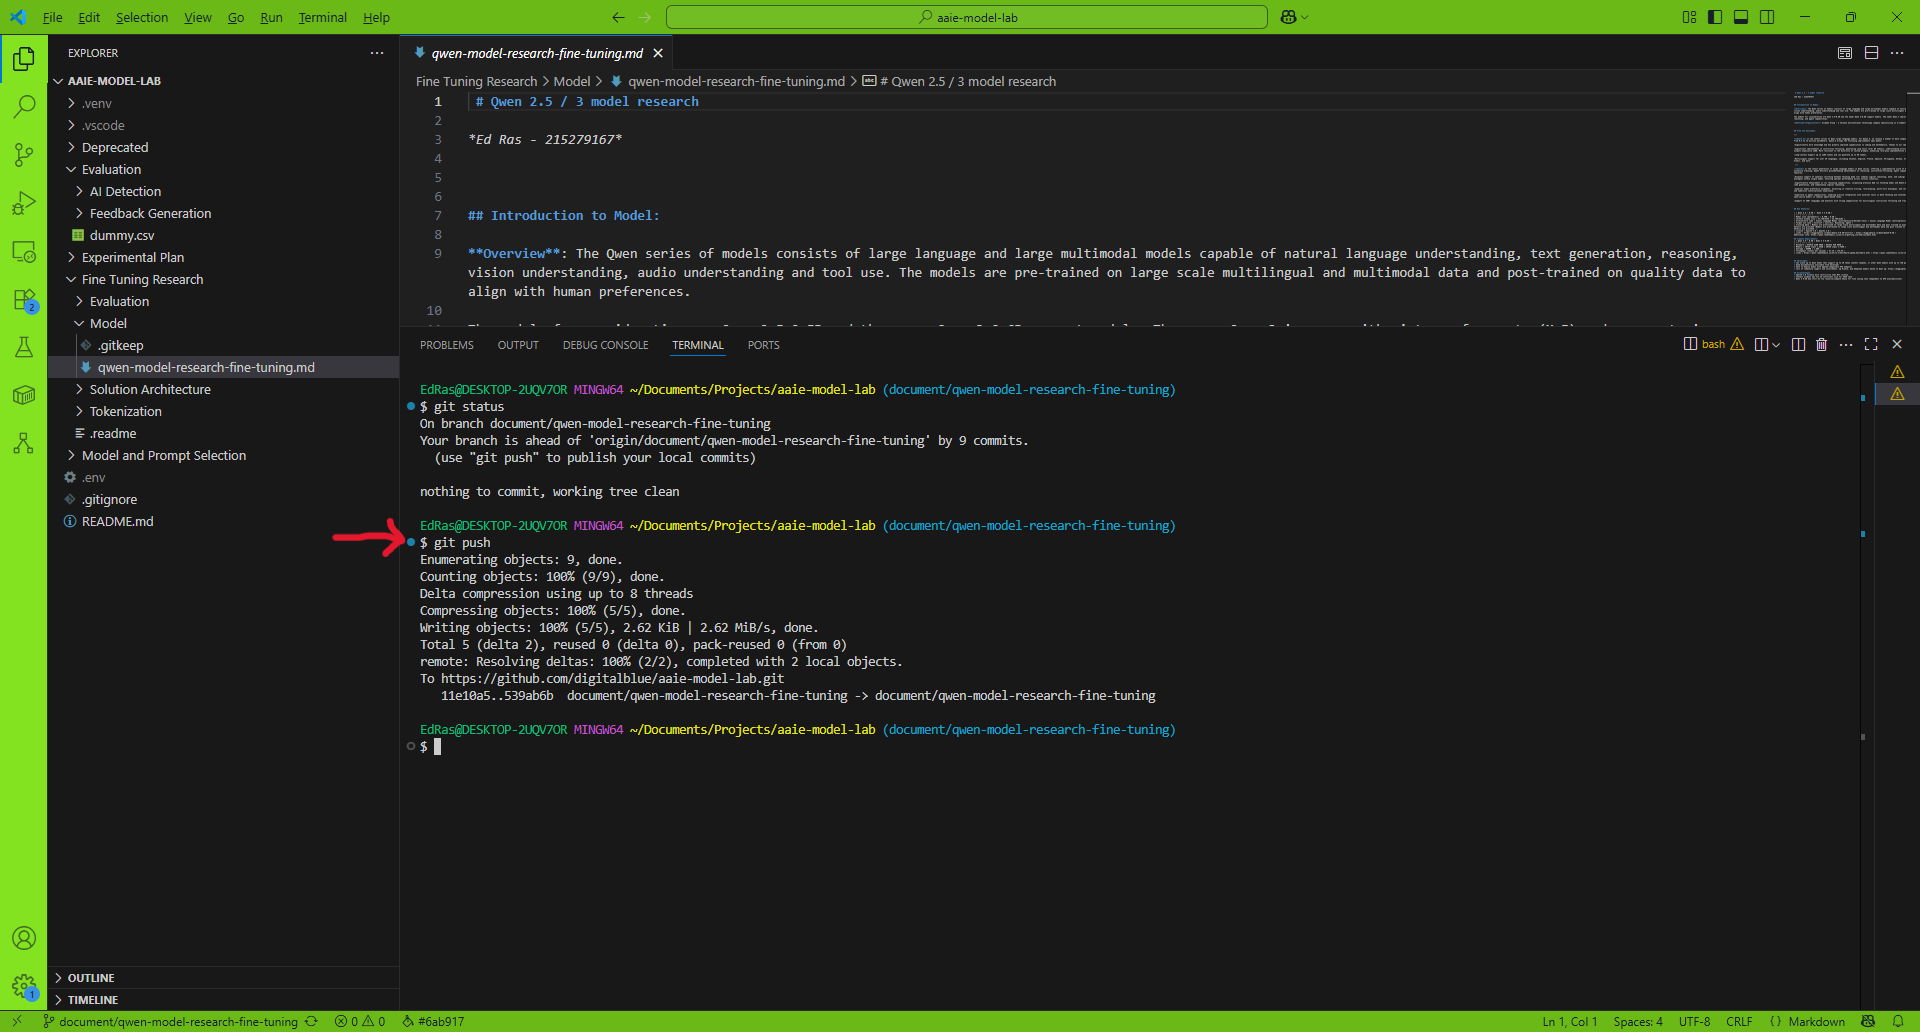 File Edit Selection View Go Run Terminal Help
aaie-model-lab
EXPLORER
AAIE-MODEL-LAB
.venv
.vscode
Deprecated
Evaluation
AI Detection
Feedback Generation
dummy.csv
Experimental Plan
Fine Tuning Research
Evaluation
Model
.gitkeep
qwen-model-research-fine-tuning.md
Solution Architecture
Tokenization
.readme
Model and Prompt Selection
.env
.gitignore
README.md
OUTLINE
TIMELINE
2
1
qwen-model-research-fine-tuning.md
Fine Tuning Research > Model > qwen-model-research-fine-tuning.md > # Qwen 2.5 / 3 model research
1 # Qwen 2.5 / 3 model research
2
3 *Ed Ras - 215279167*
4
5
6
7 ## Introduction to Model:
8
9 **Overview**: The Qwen series of models consists of large language and large multimodal models capable of natural language understanding, text generation, reasoning,
vision understanding, audio understanding and tool use. The models are pre-trained on large scale multilingual and multimodal data and post-trained on quality data to
align with human preferences.
10
PROBLEMS OUTPUT DEBUG CONSOLE TERMINAL PORTS
bash
EdRas@DESKTOP-2UQV7OR MINGW64 ~/Documents/Projects/aaie-model-lab (document/qwen-model-research-fine-tuning)
$ git status
On branch document/qwen-model-research-fine-tuning
Your branch is ahead of 'origin/document/qwen-model-research-fine-tuning' by 9 commits.
(use "git push" to publish your local commits)
nothing to commit, working tree clean
EdRas@DESKTOP-2UQV7OR MINGW64 ~/Documents/Projects/aaie-model-lab (document/qwen-model-research-fine-tuning)
$ git push
Enumerating objects: 9, done.
Counting objects: 100% (9/9), done.
Delta compression using up to 8 threads
Compressing objects: 100% (5/5), done.
Writing objects: 100% (5/5), 2.62 KiB | 2.62 MiB/s, done.
Total 5 (delta 2), reused 0 (delta 0), pack-reused 0 (from 0)
remote: Resolving deltas: 100% (2/2), completed with 2 local objects.
To https://github.com/digitalblue/aaie-model-lab.git
11e10a5..539ab6b document/qwen-model-research-fine-tuning -> document/qwen-model-research-fine-tuning
EdRas@DESKTOP-2UQV7OR MINGW64 ~/Documents/Projects/aaie-model-lab (document/qwen-model-research-fine-tuning)
$
document/qwen-model-research-fine-tuning 0 0 #6ab917
Ln 1, Col 1 Spaces: 4 UTF-8 CRLF {} Markdown